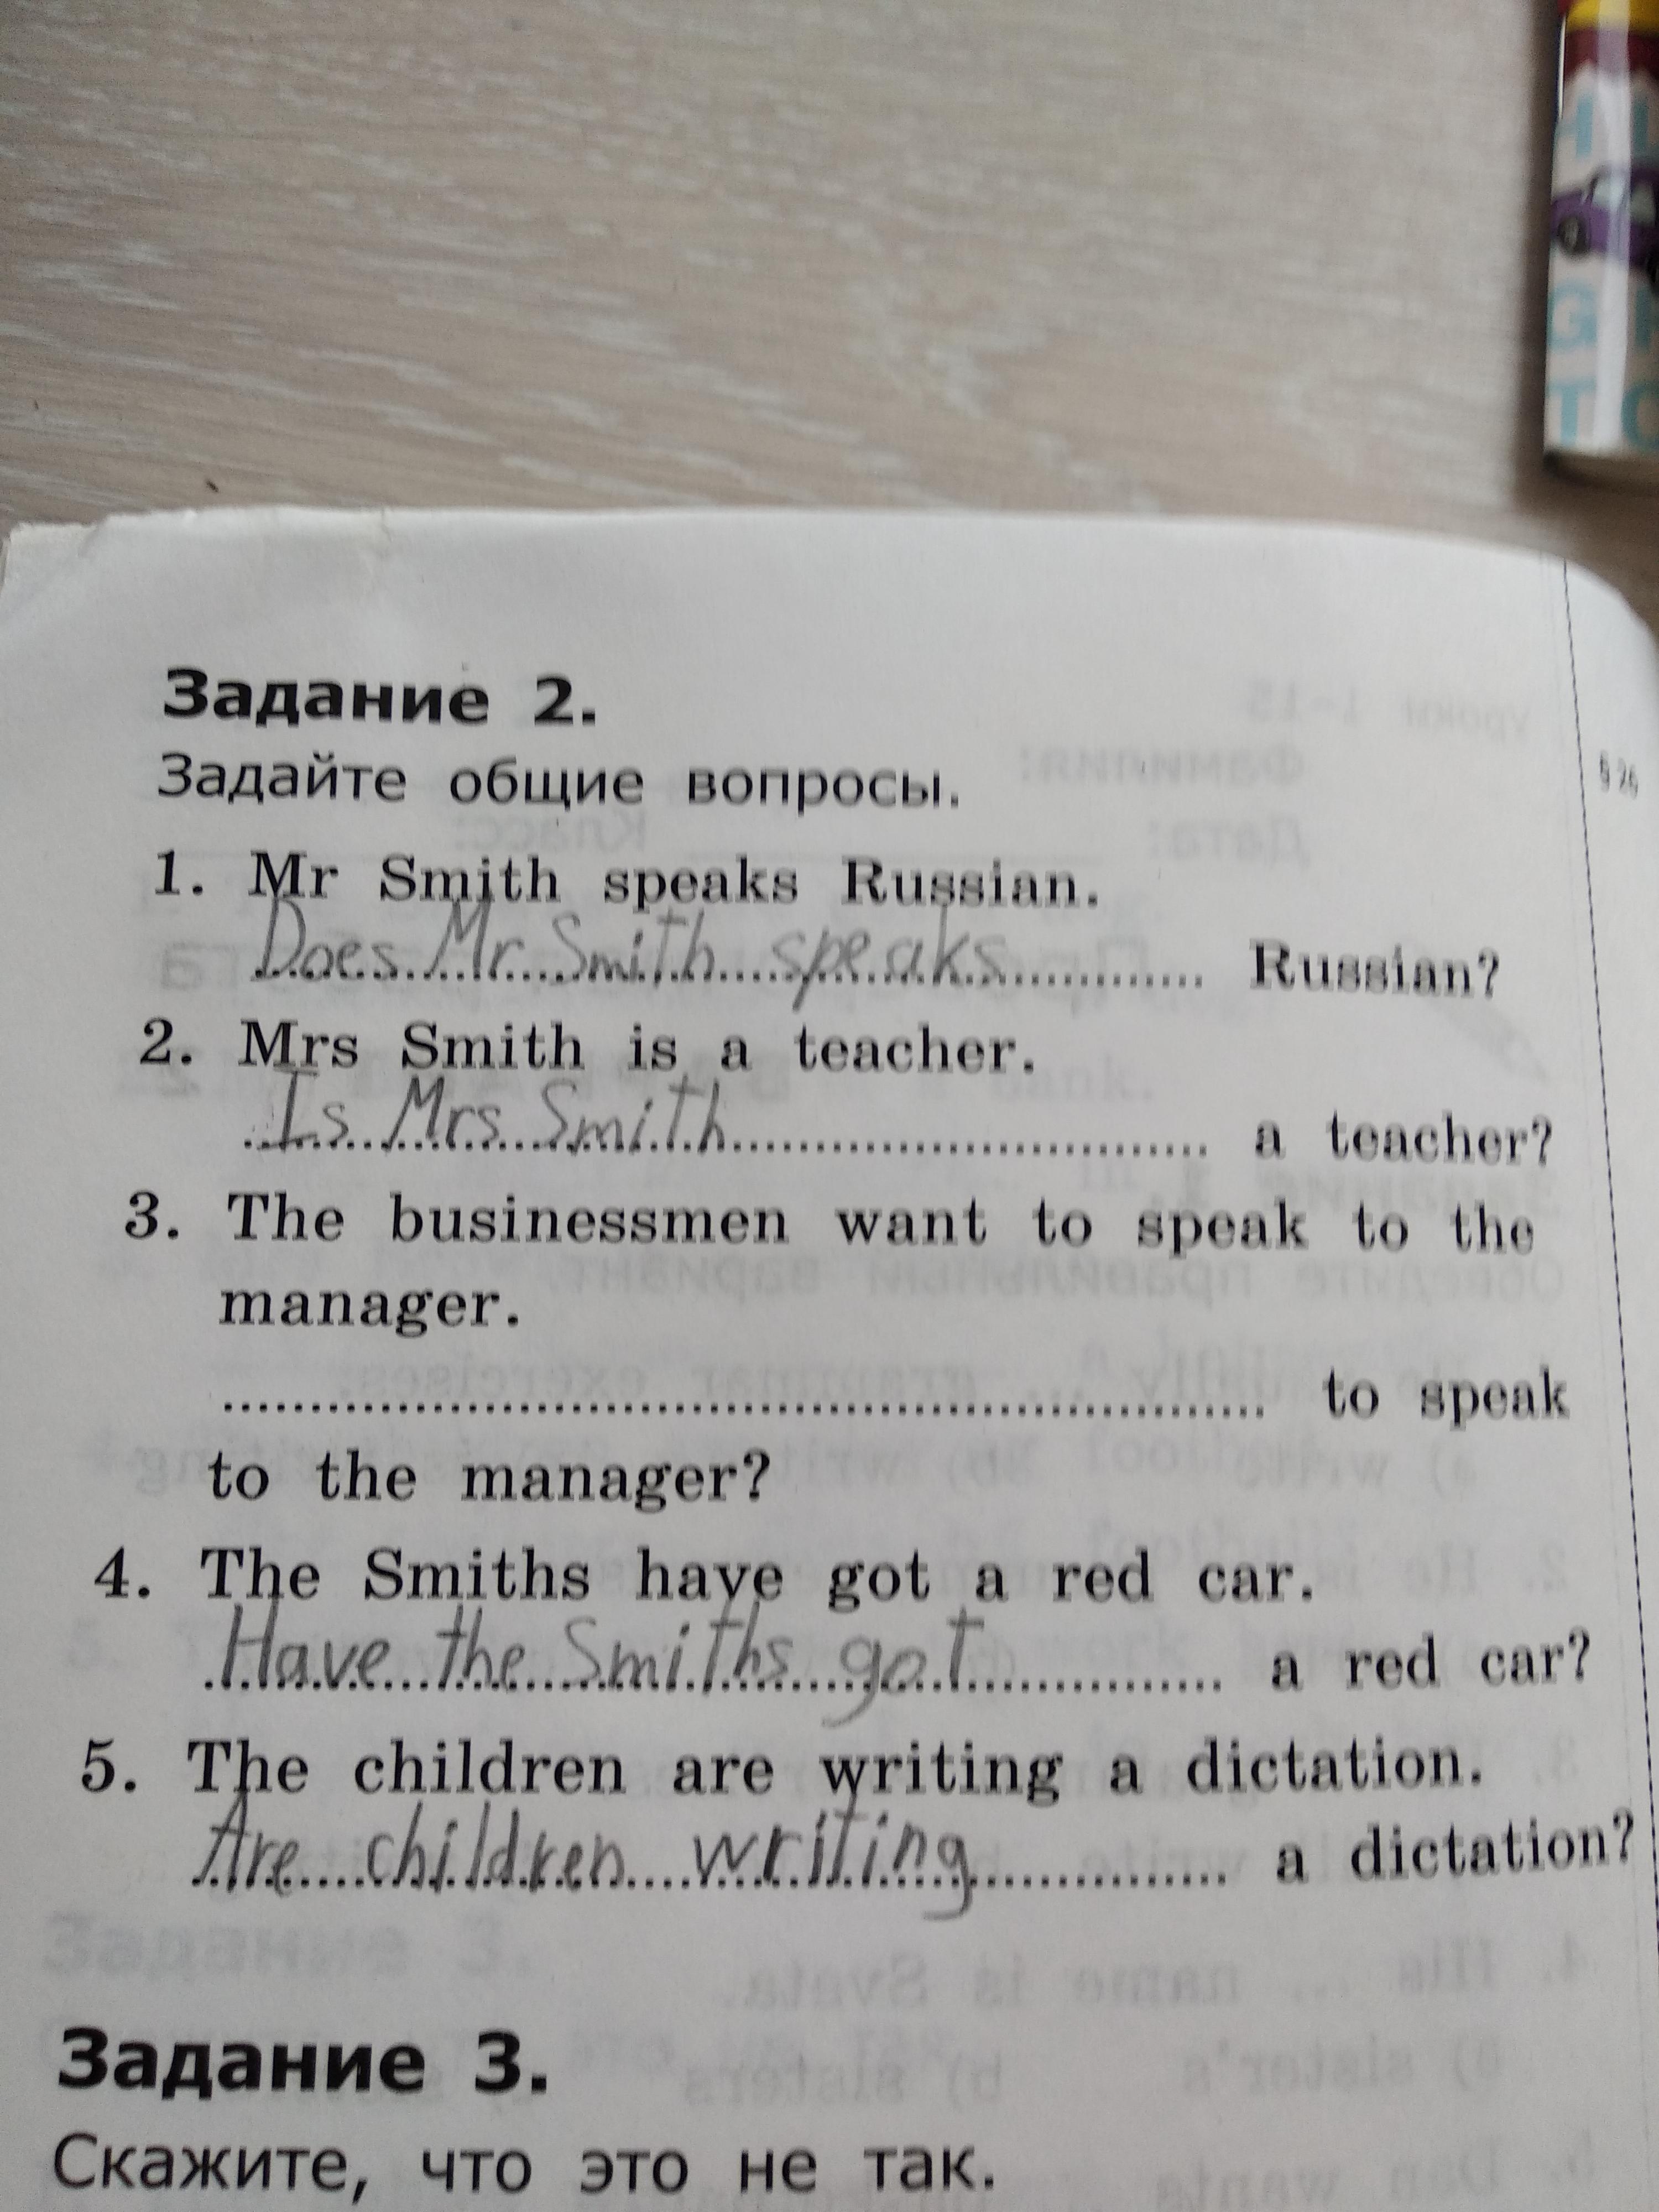 Задание 2.
Задайте общие вопросы.
1. Mr Smith speaks Russian.
Does Mr Smith speaks Russian?
2. Mrs Smith is a teacher.
Is Mrs Smith a teacher?
3. The businessmen want to speak to the
manager.
to speak
to the manager?
4. The Smiths have got a red car.
Have the Smiths got a red car?
5. The children are writing a dictation.
Are children writing a dictation?
Задание 3.
Скажите, что это не так.